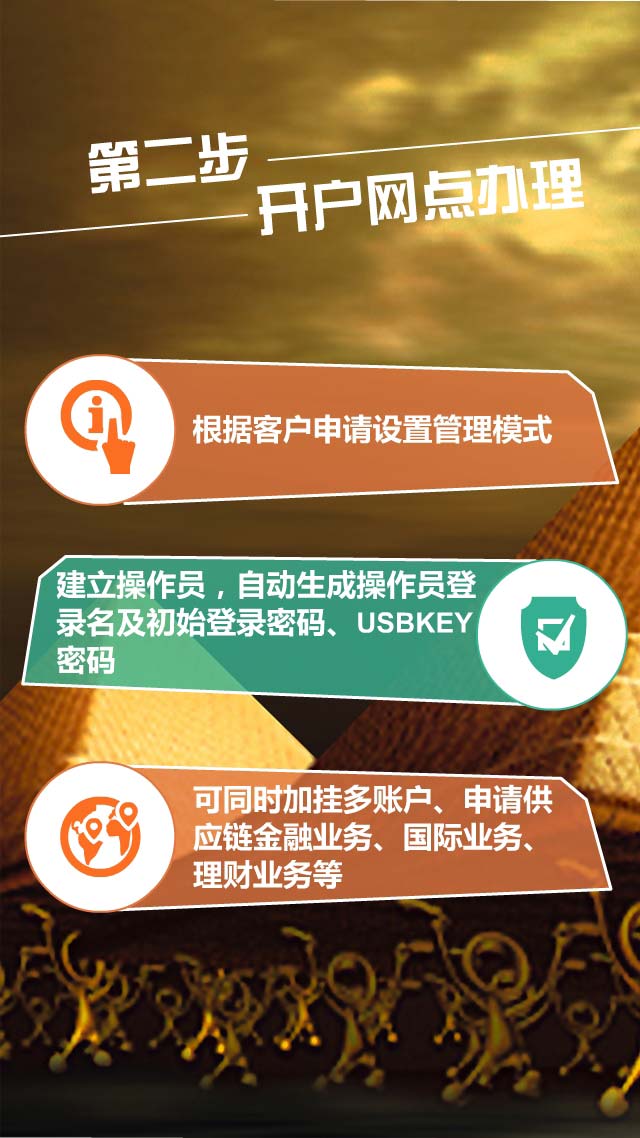 第二步
开户网点办理
根据客户申请设置管理模式
建立操作员，自动生成操作员登
录名及初始登录密码、USBKEY
密码
可同时加挂多账户、申请供
应链金融业务、国际业务、
理财业务等